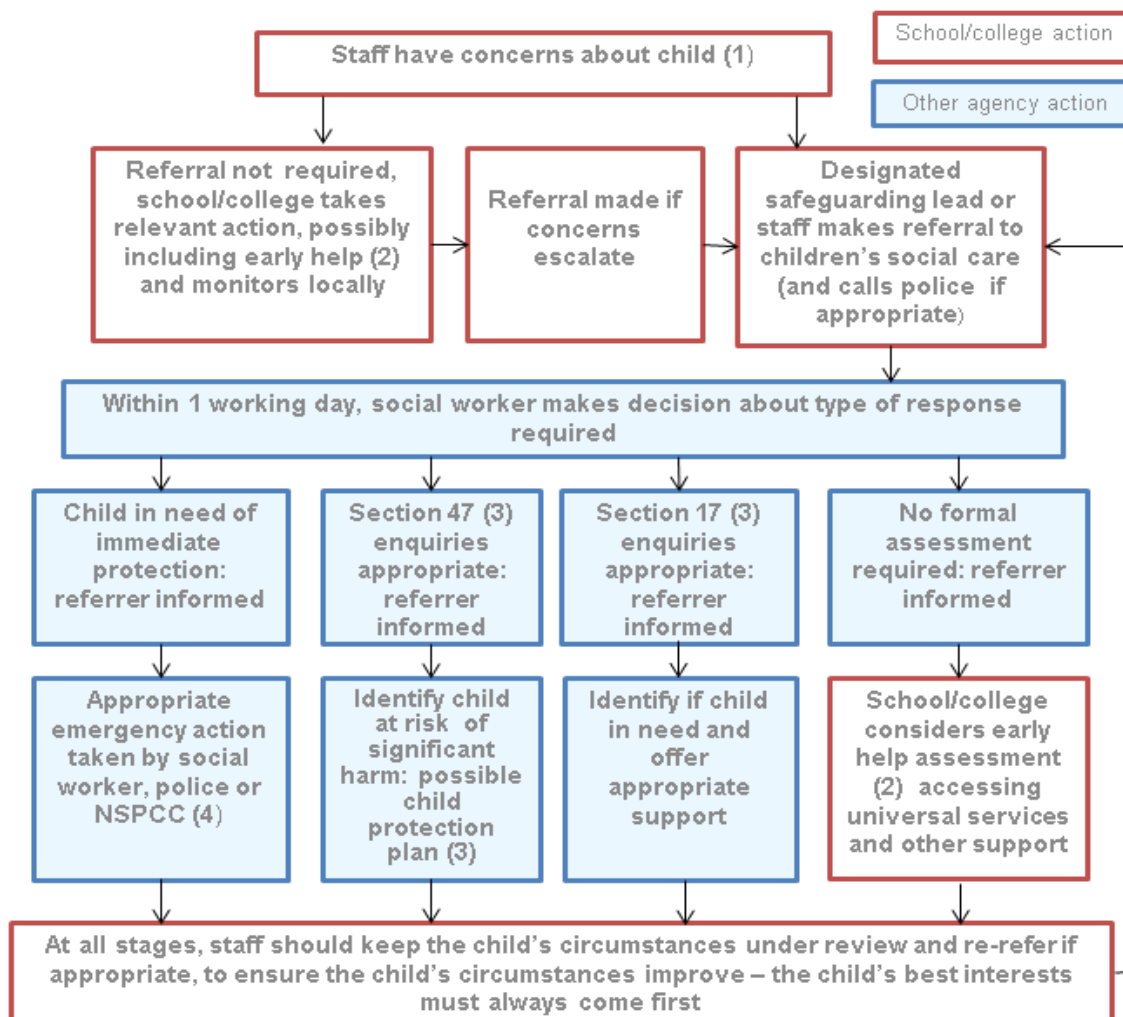 School/college action
Staff have concerns about child (1)
Other agency action
Referral not required,
school/college takes
relevant action, possibly
including early help (2)
and monitors locally
Referral made if
concerns
escalate
Designated
safeguarding lead or
staff makes referral to
children’s social care
(and calls police if
appropriate)
Within 1 working day, social worker makes decision about type of response
required
Child in need of
immediate
protection:
referrer informed
Section 47 (3)
enquiries
appropriate:
referrer
informed
Section 17 (3)
enquiries
appropriate:
referrer
informed
No formal
assessment
required: referrer
informed
Appropriate
emergency action
taken by social
worker, police or
NSPCC (4)
Identify child
at risk of
significant
harm: possible
child
protection
plan (3)
Identify if child
in need and
offer
appropriate
support
School/college
considers early
help assessment
(2) accessing
universal services
and other support
At all stages, staff should keep the child’s circumstances under review and re-refer if
appropriate, to ensure the child’s circumstances improve – the child’s best interests
must always come first